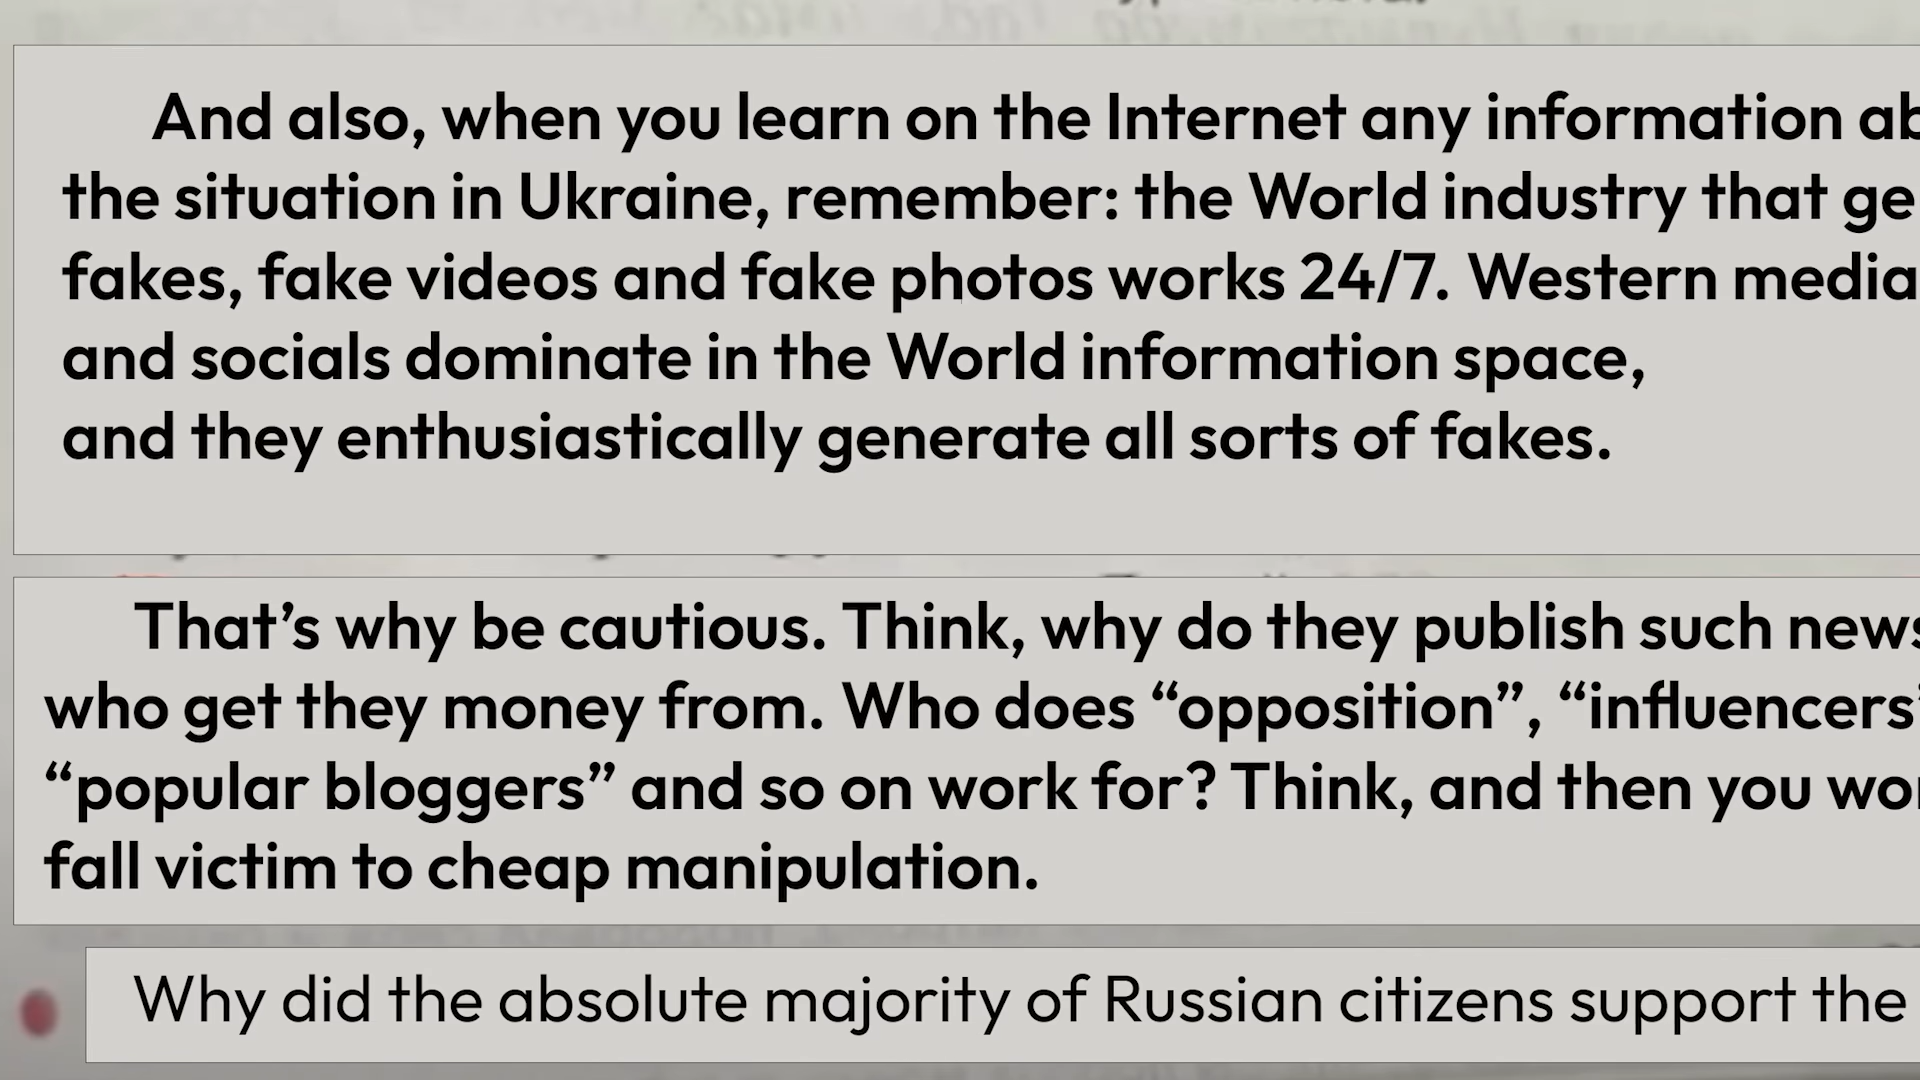 And also, when you learn on the Internet any information
the situation in Ukraine, remember: the World industry that
fakes, fake videos and fake photos works 24/7. Western media
and socials dominate in the World information space,
and they enthusiastically generate all sorts of fakes.
That’s why be cautious. Think, why do they publish such news
who get they money from. Who does “opposition”, “influencers”
“popular bloggers” and so on work for? Think, and then you
fall victim to cheap manipulation.
Why did the absolute majority of Russian citizens support the